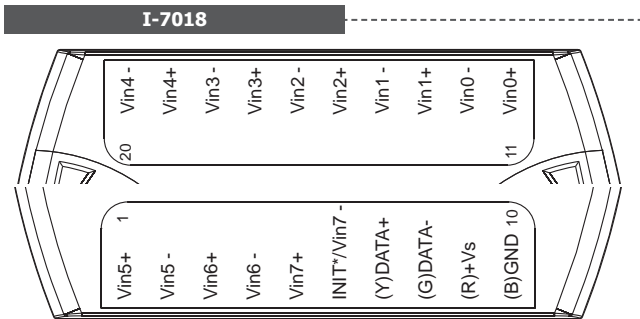 I-7018
Vin4 -
Vin4+
Vin3 -
Vin3+
Vin2 -
Vin2+
Vin1 -
Vin1+
Vin0 -
Vin0+
20
11
1
10
Vin5+
Vin5 -
Vin6+
Vin6 -
Vin7+
INIT*/Vin7 -
(Y)DATA+
(G)DATA-
(R)+Vs
(B)GND